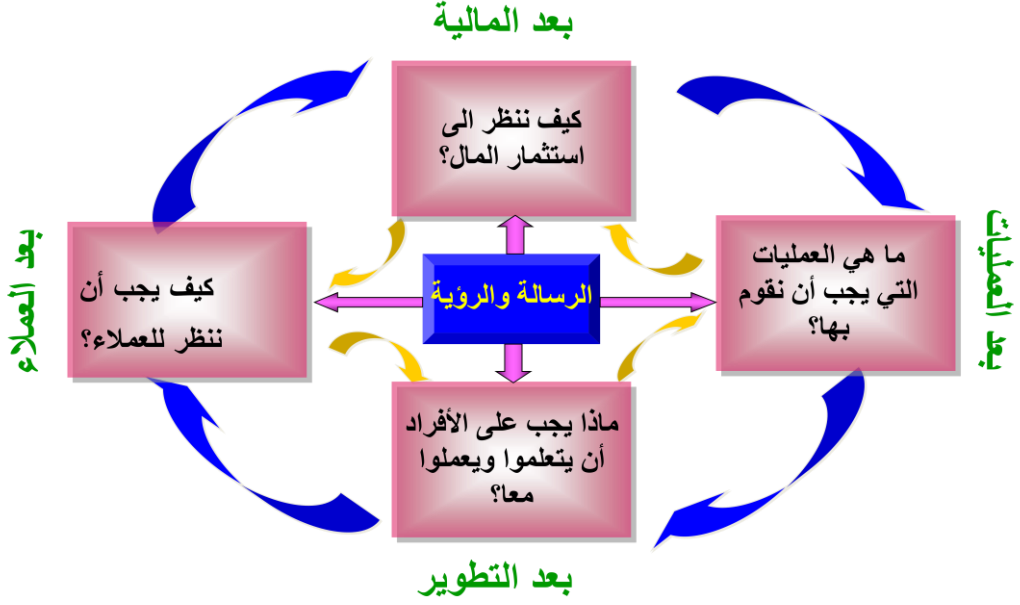 بعد المالية
كيف ننظر الى
استثمار المال؟
بعد العمليات
ما هي العمليات
التي يجب أن نقوم
بها؟
الرسالة والرؤية
بعد العملاء
كيف يجب أن
ننظر للعملاء؟
ماذا يجب على الأفراد
أن يتعلموا ويعملوا
معا؟
بعد التطوير